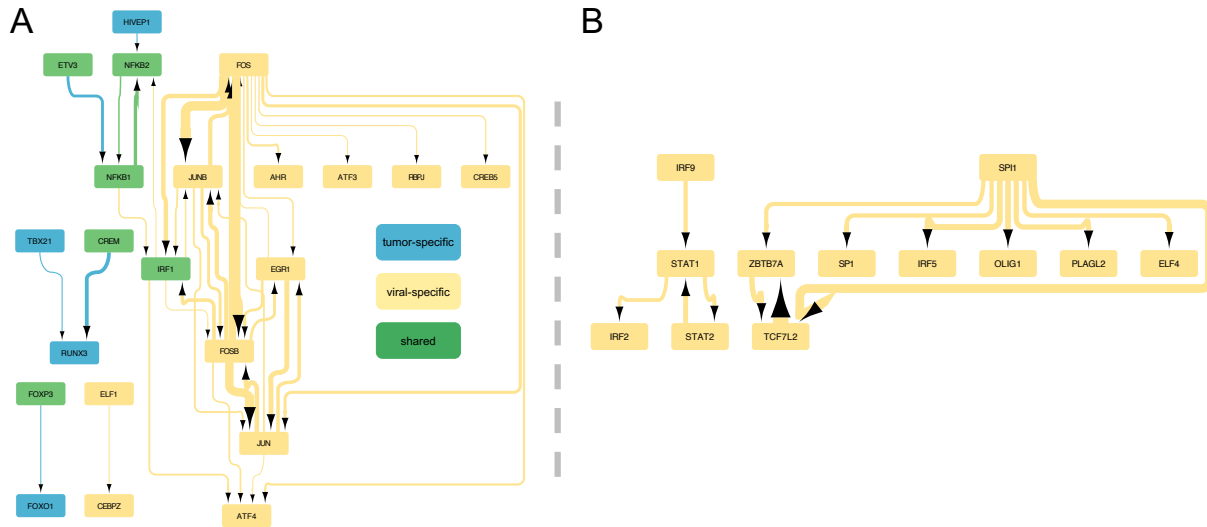 A
B
HIVEP1
ETV3
NFKB2
FOS
NFKB1
JUNB
AHR
ATF3
RBPJ
CREB5
TBX21
CREM
IRF1
EGR1
tumor-specific
viral-specific
shared
RUNX3
FOSB
FOXP3
ELF1
JUN
FOXO1
CEBPZ
ATF4
IRF9
SPI1
STAT1
ZBTB7A
SP1
IRF5
OLIG1
PLAGL2
ELF4
IRF2
STAT2
TCF7L2